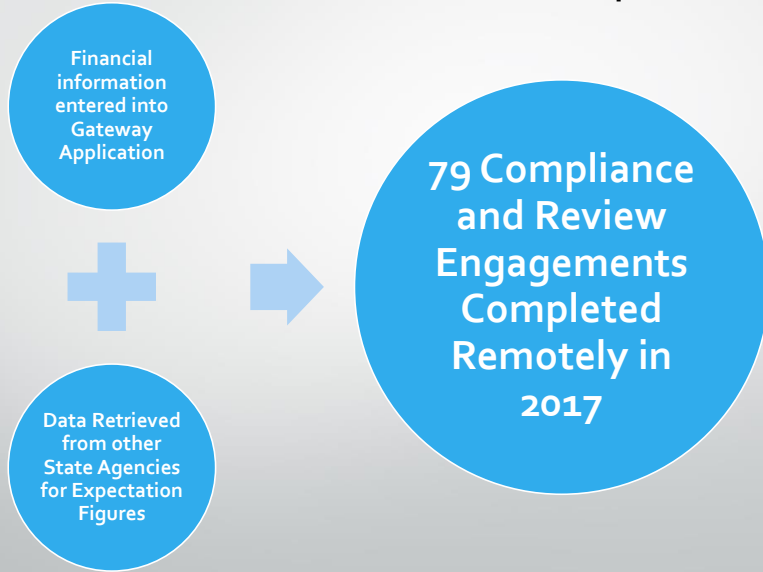 Financial
information
entered into
Gateway
Application
Data Retrieved
from other
State Agencies
for Expectation
Figures
79 Compliance
and Review
Engagements
Completed
Remotely in
2017